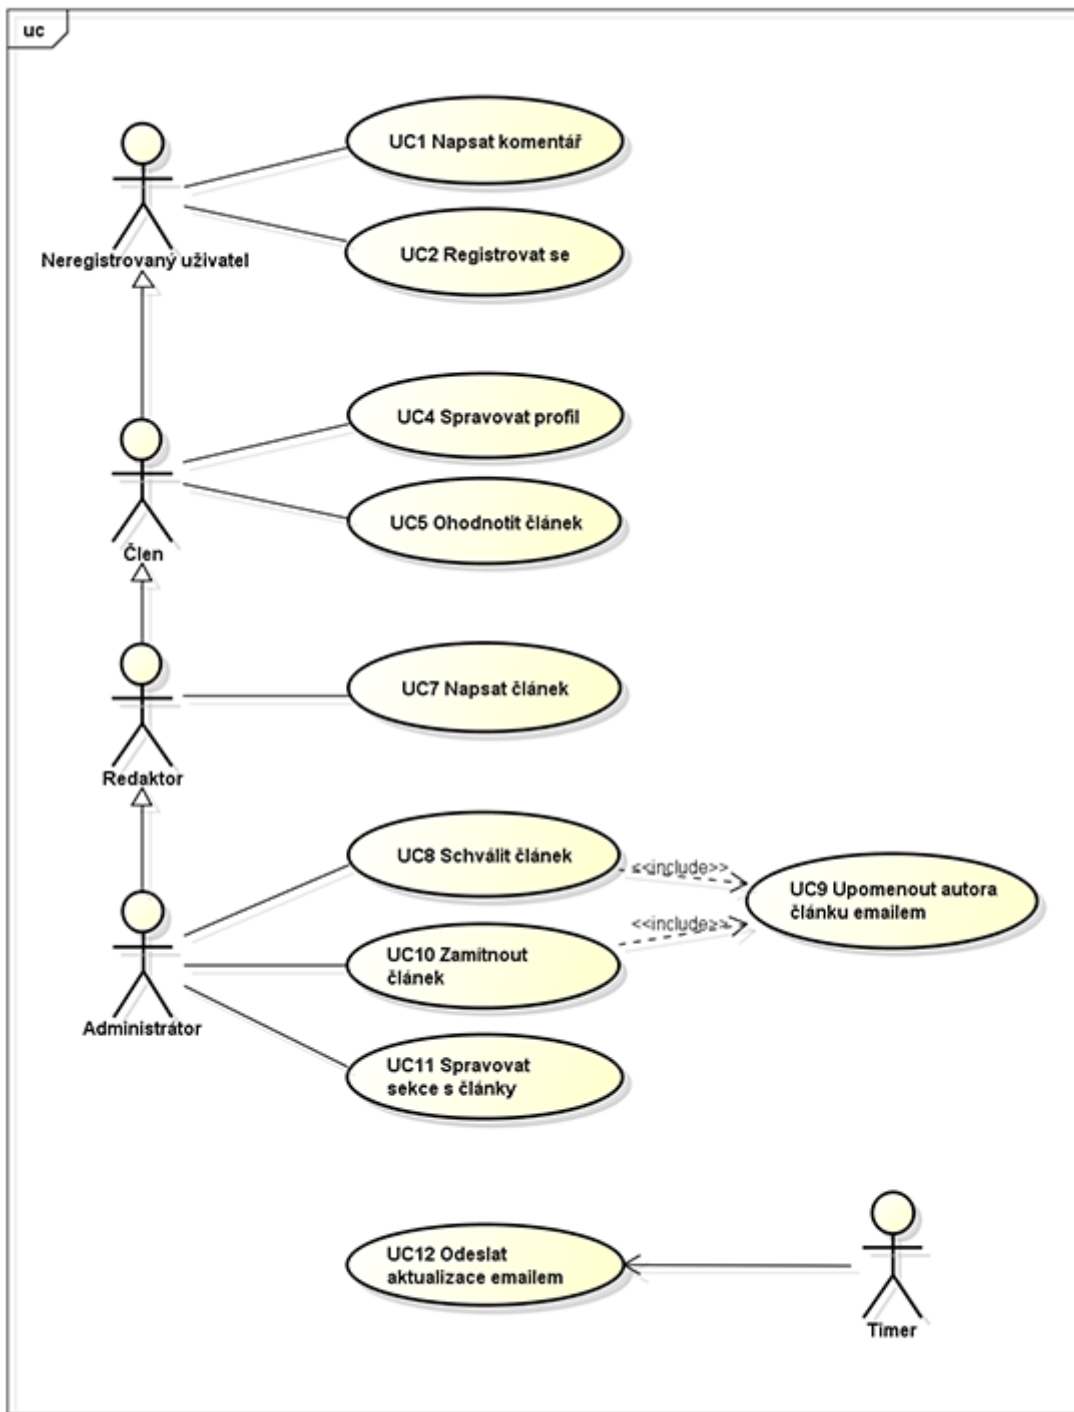 uc
UC1 Napsat komentář
UC2 Registrovat se
Neregistrovaný uživatel
UC4 Spravovat profil
UC5 Ohodnotit článek
Člen
UC7 Napsat článek
Redaktor
UC8 Schválit článek
<<include>>
UC9 Upomenout autora
článku emailem
<<include>>
UC10 Zamítnout
článek
Administrátor
UC11 Spravovat
sekce s články
UC12 Odeslat
aktualizace emailem
Timer